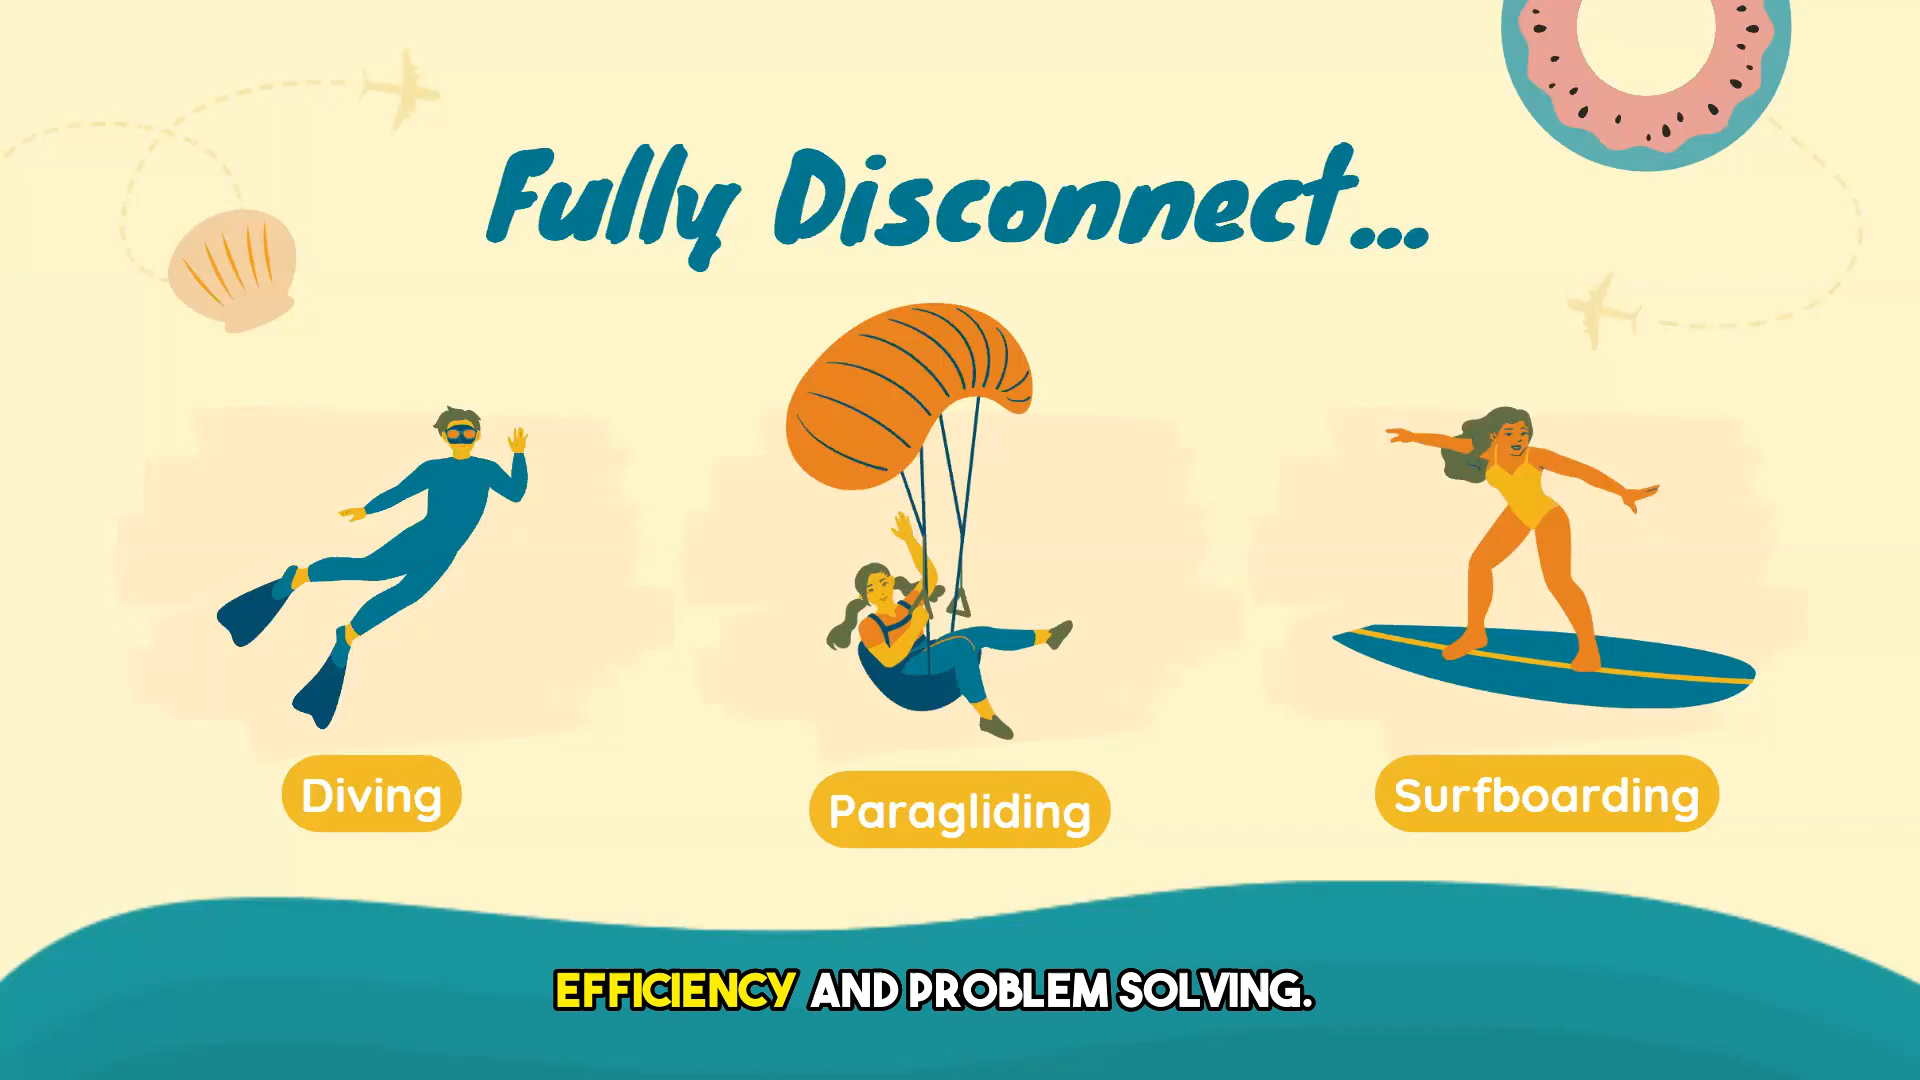 Fully Disconnect...
Diving
Paragliding
Surfboarding
EFFICIENCY AND PROBLEM SOLVING.